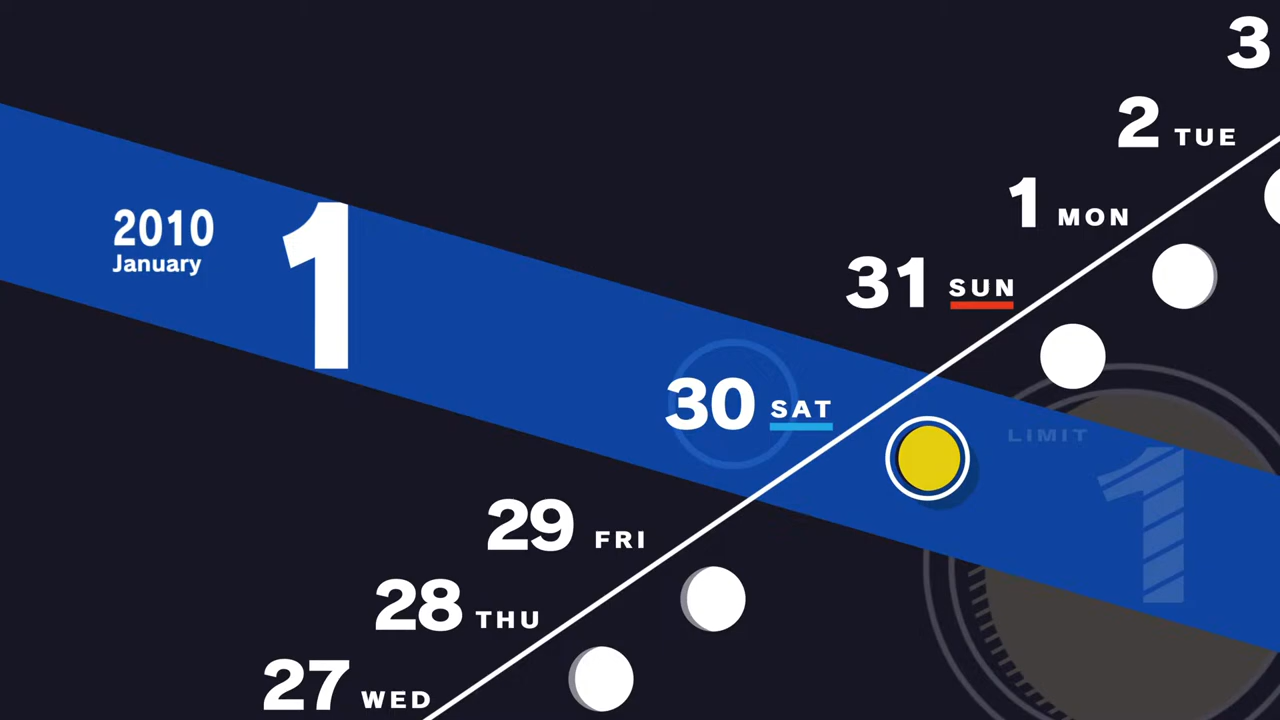 3
2 TUE
1 MON
2010
January
1
31 SUN
30 SAT
LIMIT
1
29 FRI
28 THU
27 WED